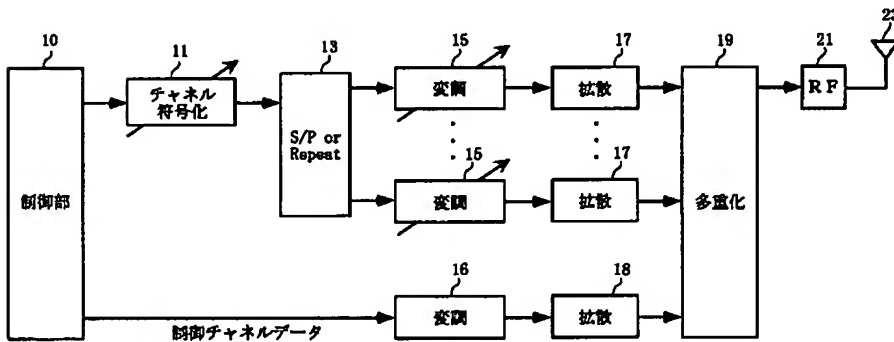 10
11
13
15
17
19
21
23
制御部
チャネル
符号化
S/P or
Repeat
変調
拡散
多重化
RF
15
17
変調
拡散
16
18
変調
拡散
制御チャネルデータ